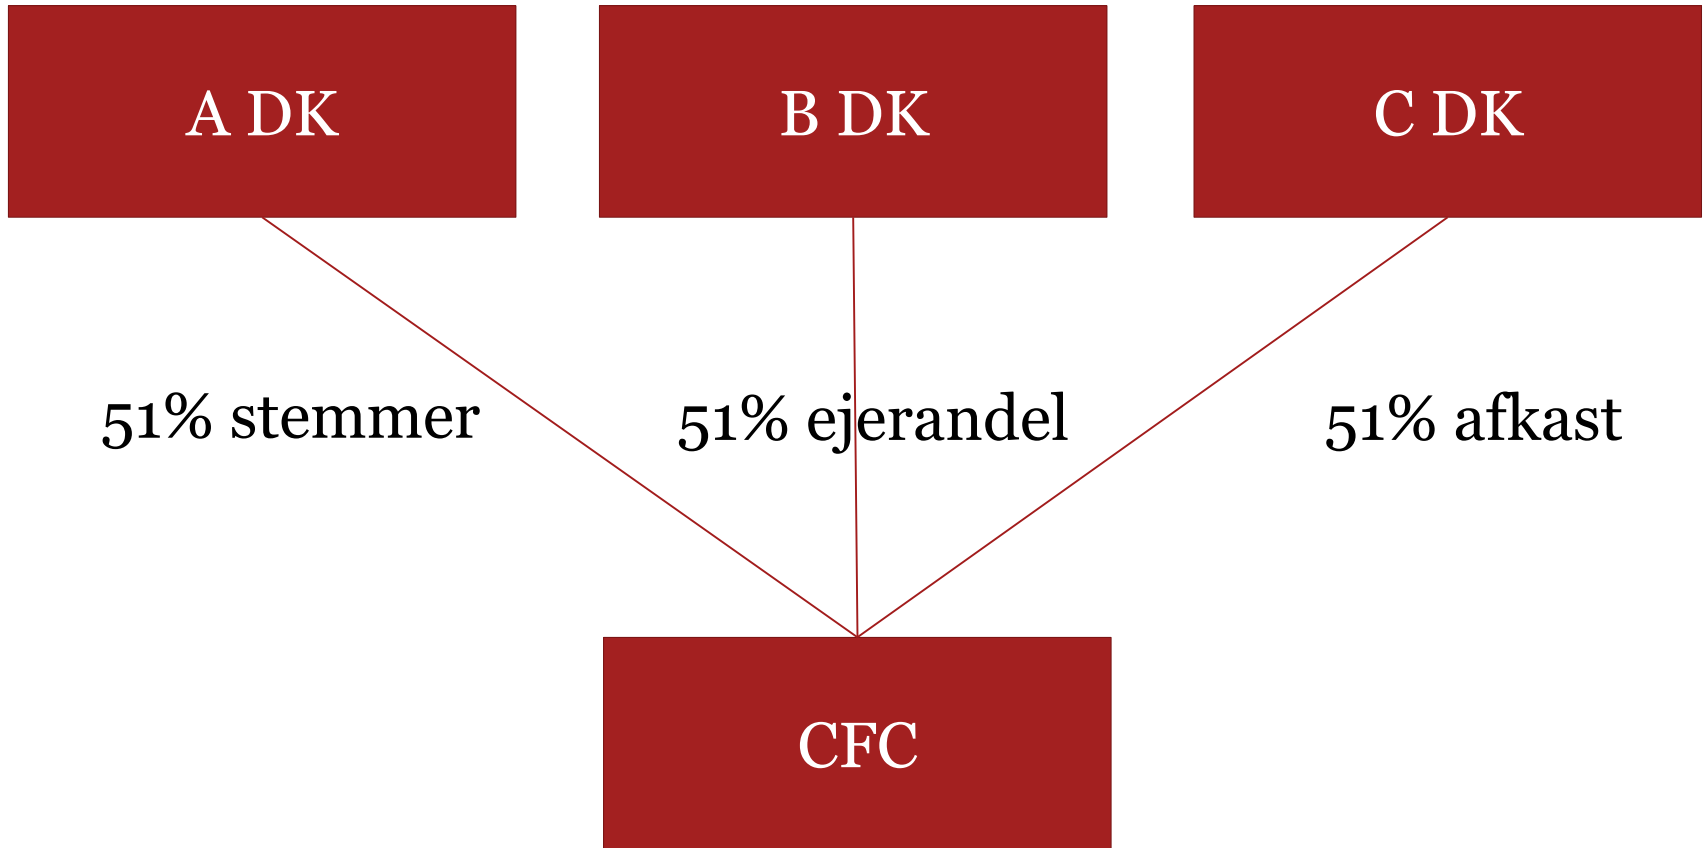 A DK
B DK
C DK
51% stemmer
51% ejerandel
51% afkast
CFC